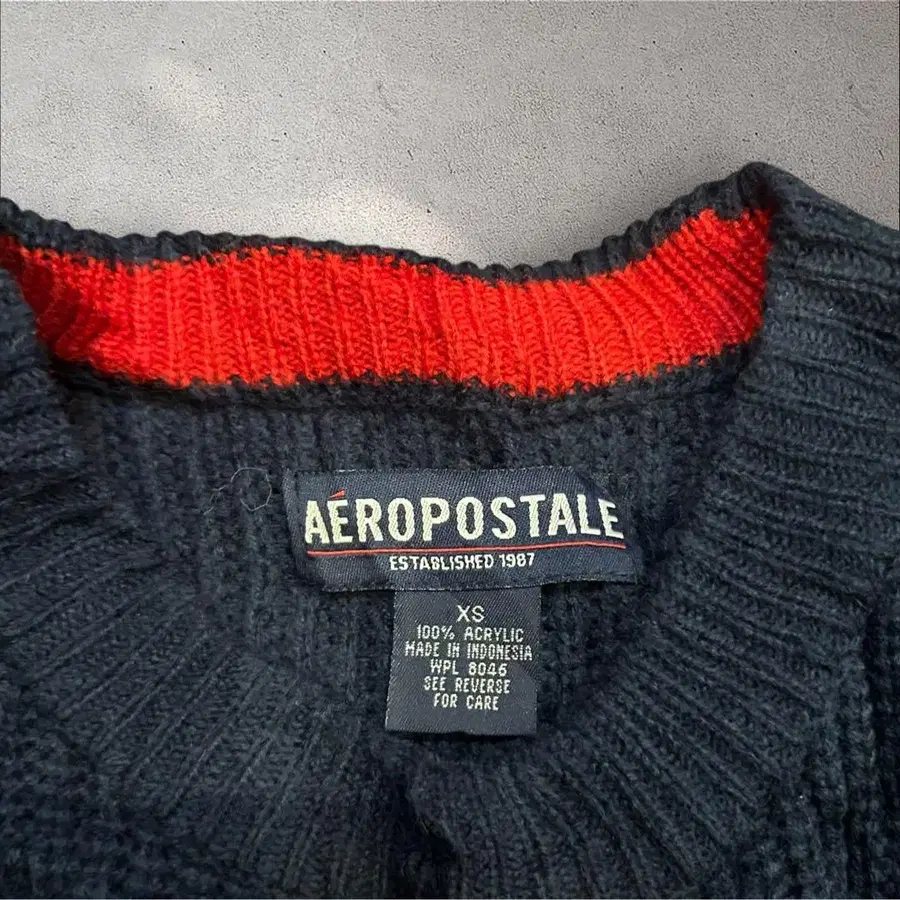 AÉROPOSTALE
ESTABLISHED 1987
XS
100% ACRYLIC
MADE IN INDONESIA
WPL 8046
SEE REVERSE
FOR CARE